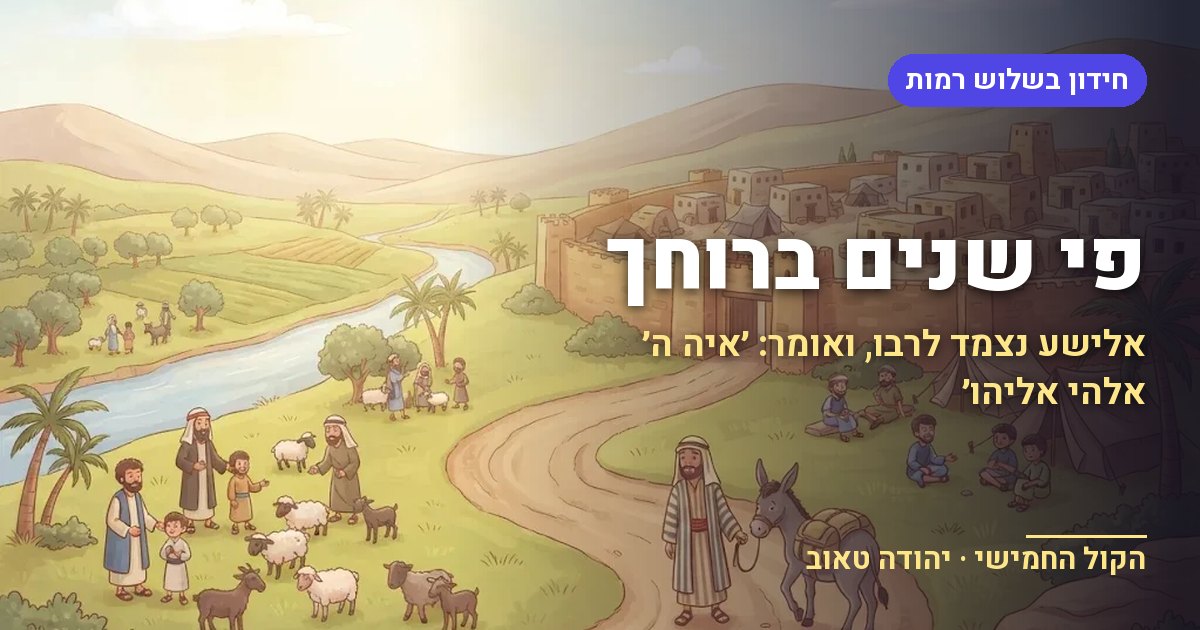 חידון בשלוש רמות
פי שנים ברוחך
אלישע נצמד לרבו, ואומר: ׳איה ה׳
אלהי אליהו׳
הקול החמישי · יהודה טאוב